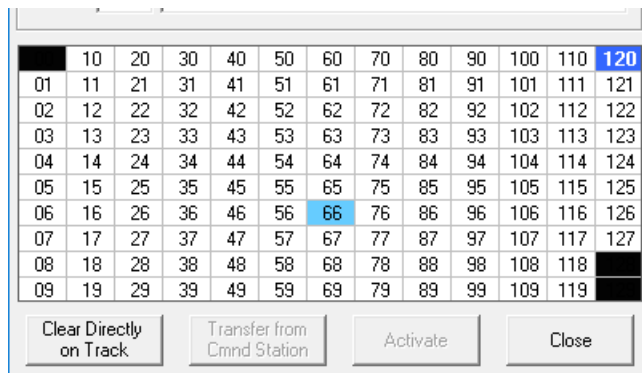 10 20 30 40 50 60 70 80 90 100 110 120
01 11 21 31 41 51 61 71 81 91 101 111 121
02 12 22 32 42 52 62 72 82 92 102 112 122
03 13 23 33 43 53 63 73 83 93 103 113 123
04 14 24 34 44 54 64 74 84 94 104 114 124
05 15 25 35 45 55 65 75 85 95 105 115 125
06 16 26 36 46 56 66 76 86 96 106 116 126
07 17 27 37 47 57 67 77 87 97 107 117 127
08 18 28 38 48 58 68 78 88 98 108 118
09 19 29 39 49 59 69 79 89 99 109 119
Clear Directly
on Track
Transfer from
Cmnd Station
Activate
Close